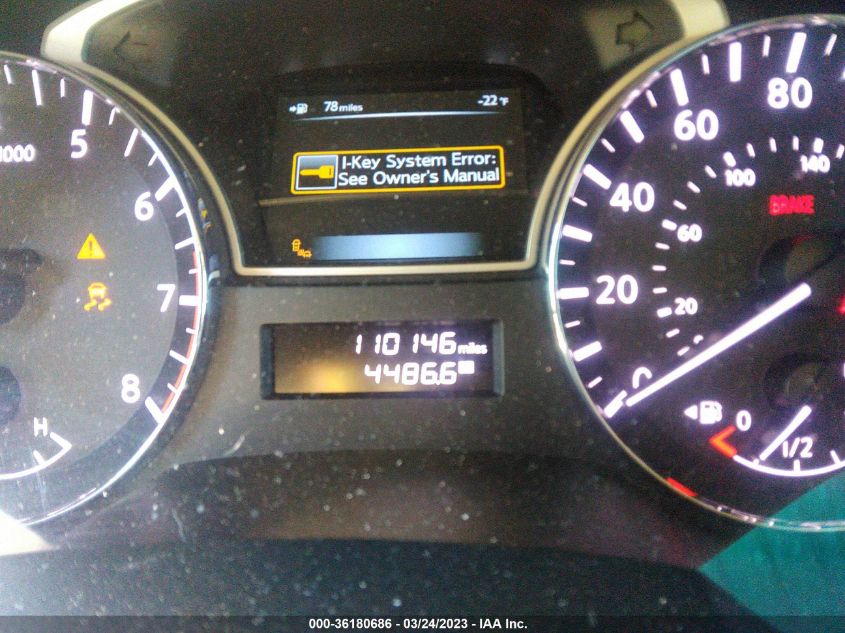 78 miles -22 °F
I-Key System Error:
See Owner's Manual
1000
5
6
7
8
H
110146 miles
4486.6
0
20
40
60
80
20
60
100
140
BRAKE
0
1/2
000-36180686 - 03/24/2023 - IAA Inc.